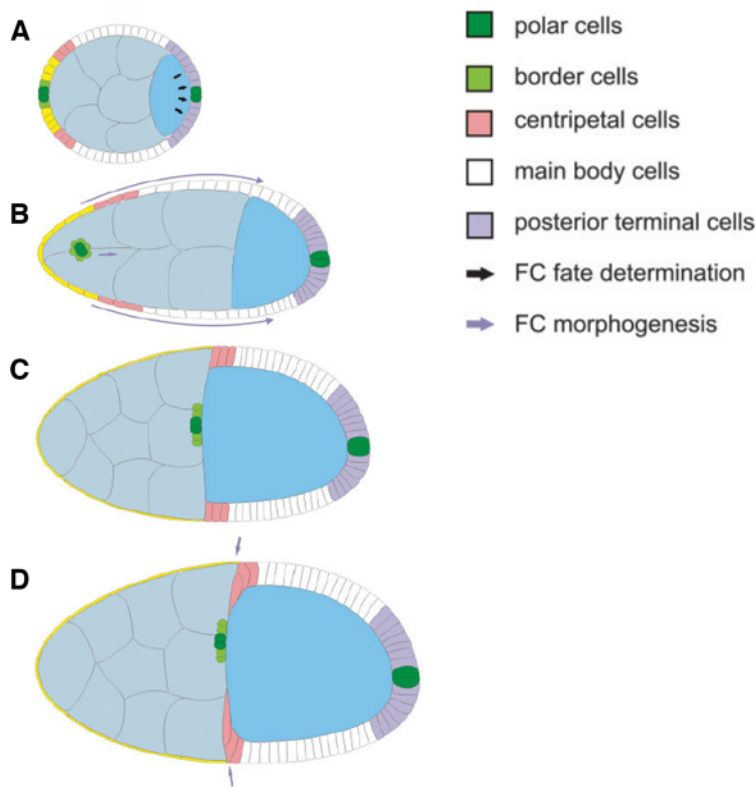 A
B
C
D
polar cells
border cells
centripetal cells
main body cells
posterior terminal cells
FC fate determination
FC morphogenesis